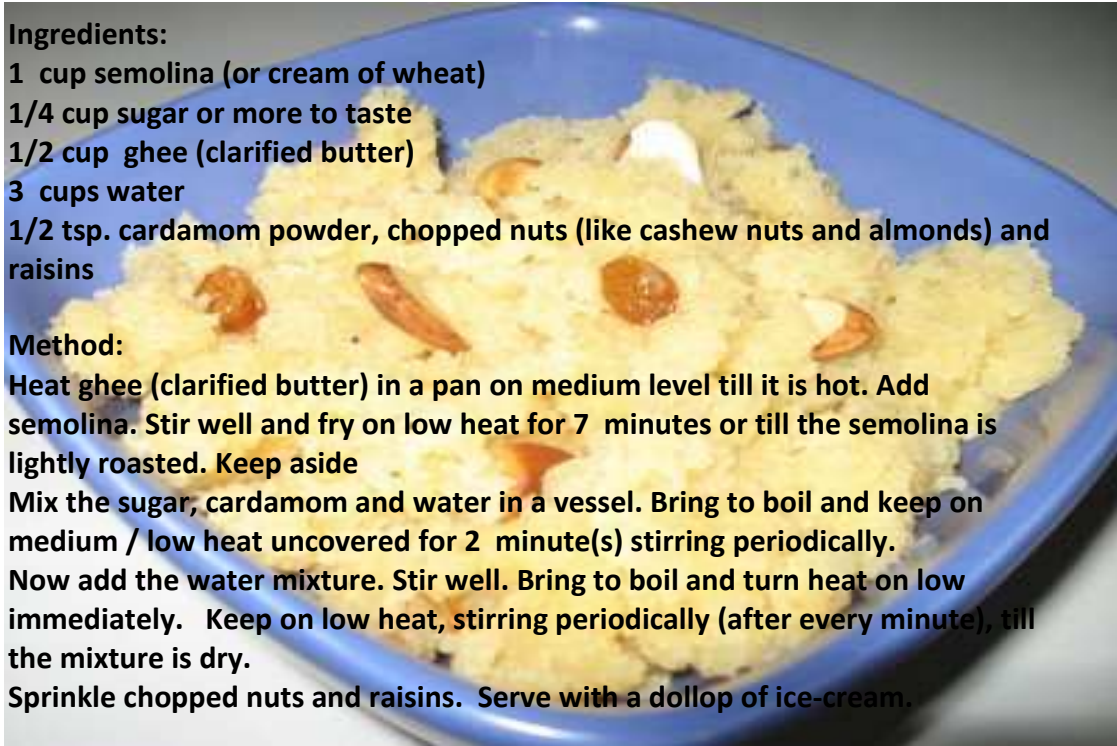 Ingredients:
1 cup semolina (or cream of wheat)
1/4 cup sugar or more to taste
1/2 cup ghee (clarified butter)
3 cups water
1/2 tsp. cardamom powder, chopped nuts (like cashew nuts and almonds) and
raisins
Method:
Heat ghee (clarified butter) in a pan on medium level till it is hot. Add
semolina. Stir well and fry on low heat for 7 minutes or till the semolina is
lightly roasted. Keep aside
Mix the sugar, cardamom and water in a vessel. Bring to boil and keep on
medium / low heat uncovered for 2 minute(s) stirring periodically.
Now add the water mixture. Stir well. Bring to boil and turn heat on low
immediately. Keep on low heat, stirring periodically (after every minute), till
the mixture is dry.
Sprinkle chopped nuts and raisins. Serve with a dollop of ice-cream.